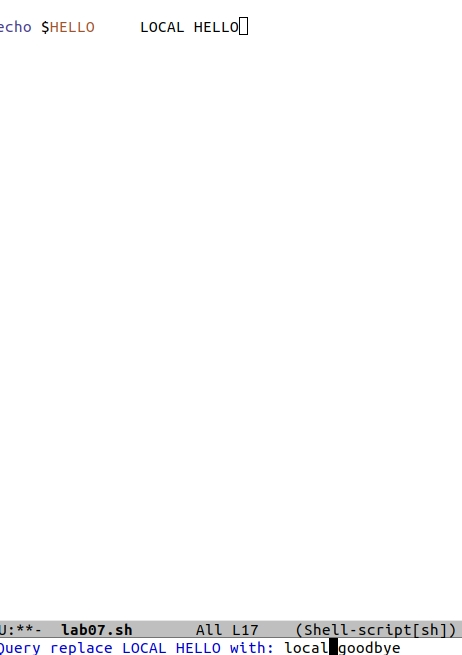 echo $HELLO     LOCAL HELLO
U:**-  lab07.sh       All L17    (Shell-script[sh])
Query replace LOCAL HELLO with: local goodbye